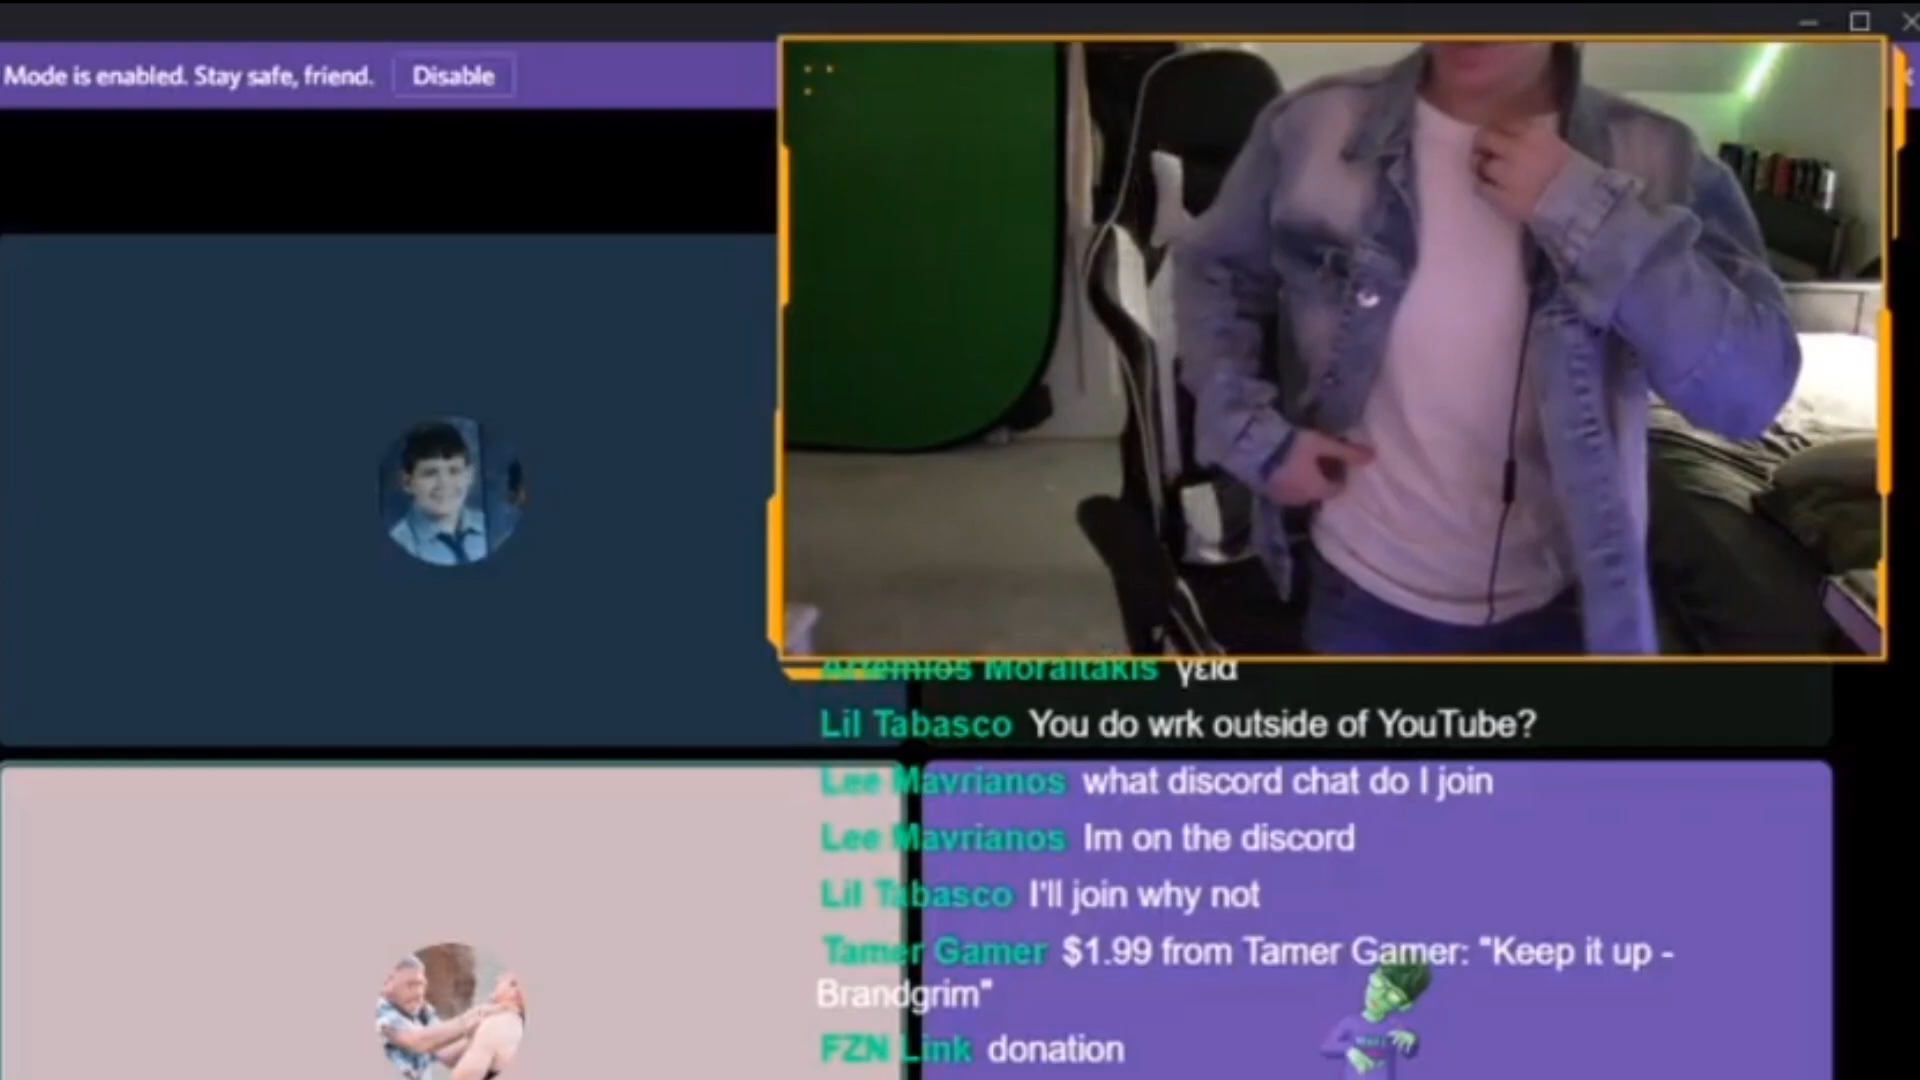 Mode is enabled. Stay safe, friend. Disable
Artemios Moraitakis γεια
Lil Tabasco You do wrk outside of YouTube?
Lee Mavrianos what discord chat do I join
Lee Mavrianos Im on the discord
Lil Tabasco I'll join why not
Tamer Gamer $1.99 from Tamer Gamer: "Keep it up -
Brandgrim"
FZN Link donation